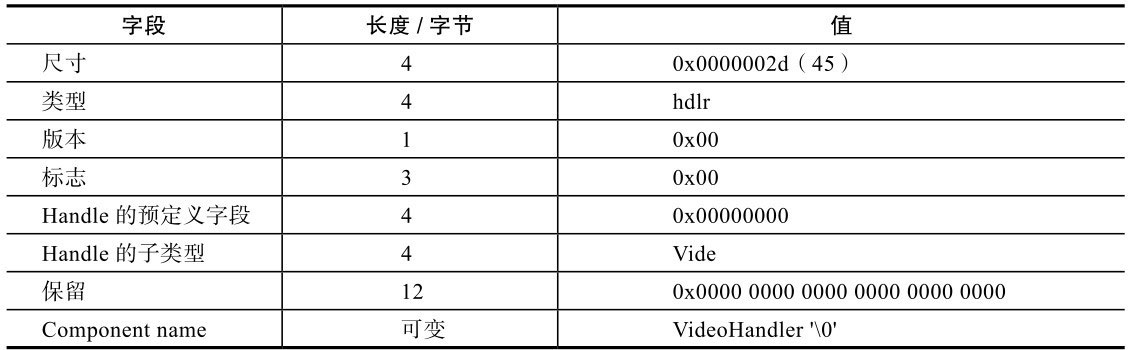 字段 长度 / 字节 值
尺寸 4 0x0000002d（45）
类型 4 hdlr
版本 1 0x00
标志 3 0x00
Handle 的预定义字段 4 0x00000000
Handle 的子类型 4 Vide
保留 12 0x0000 0000 0000 0000 0000 0000
Component name 可变 VideoHandler '\0'